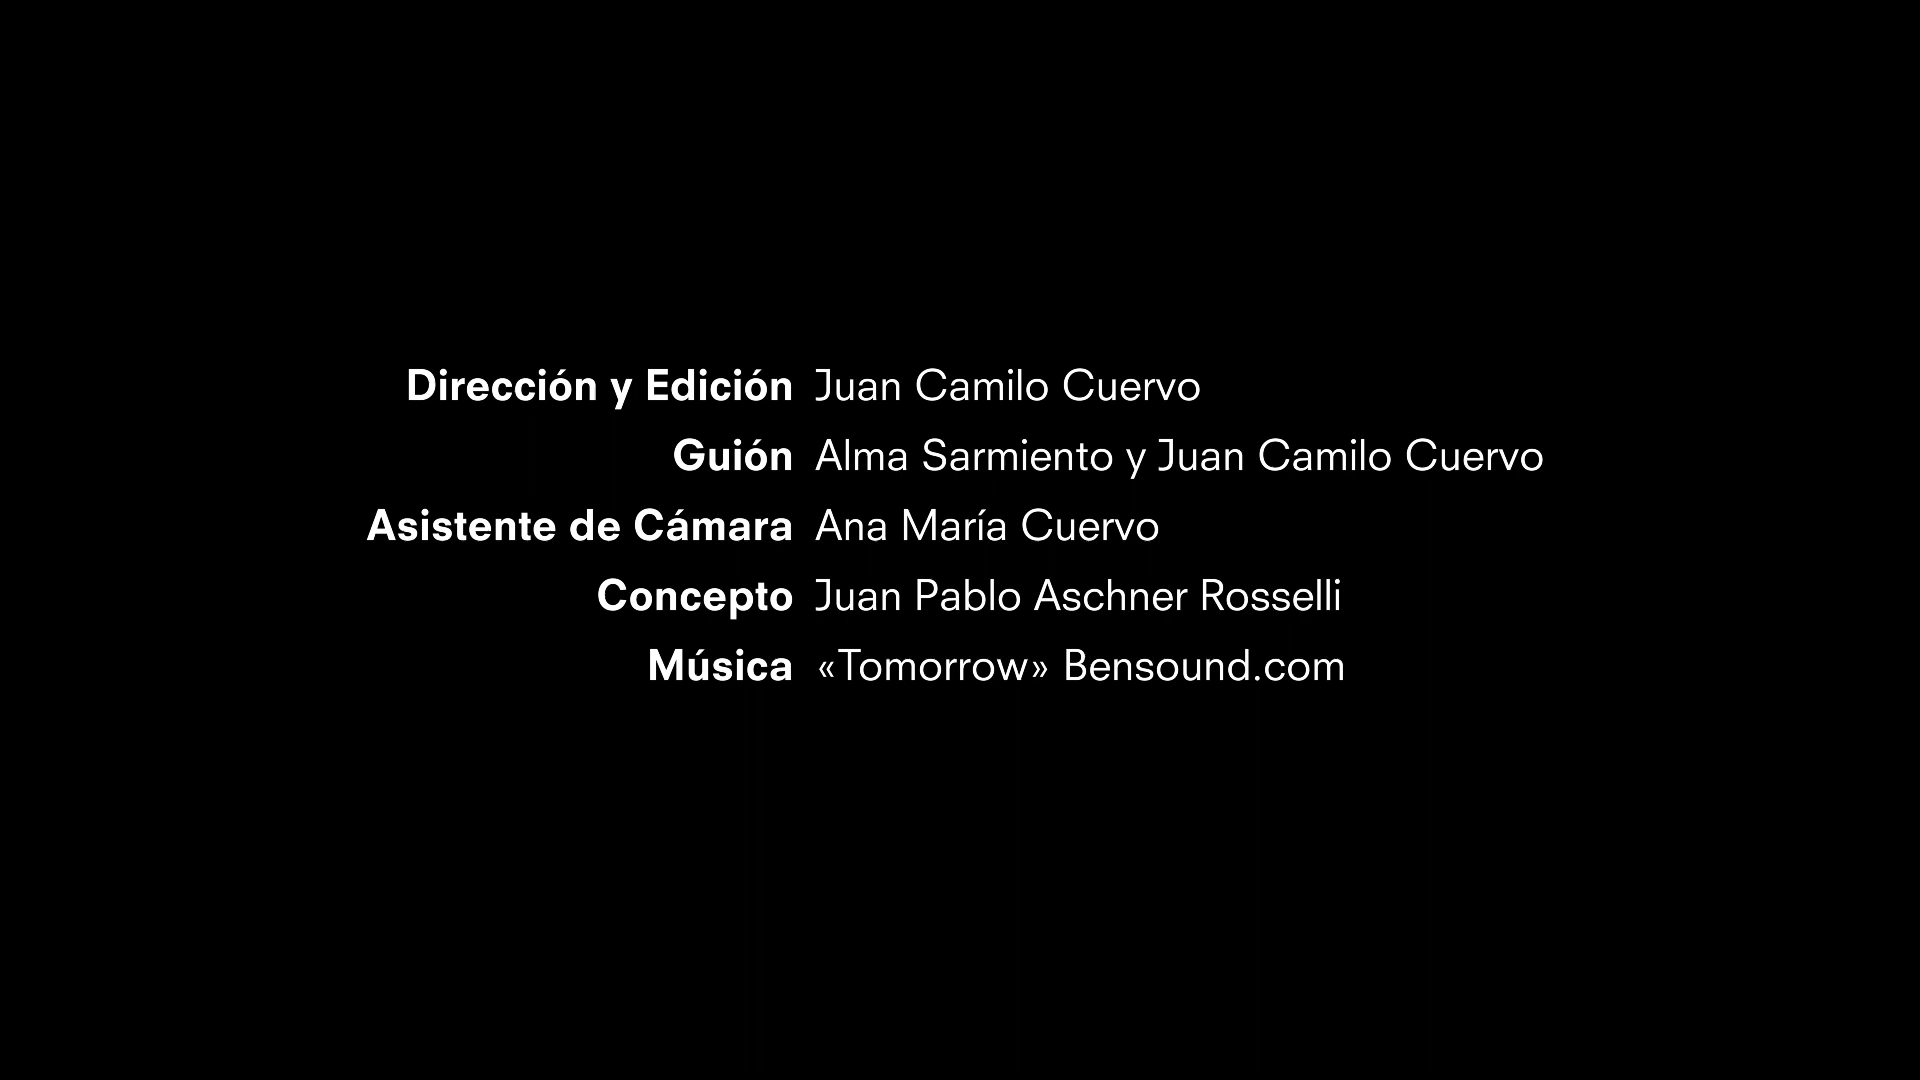 Dirección y Edición Juan Camilo Cuervo
Guión Alma Sarmiento y Juan Camilo Cuervo
Asistente de Cámara Ana María Cuervo
Concepto Juan Pablo Aschner Rosselli
Música «Tomorrow» Bensound.com